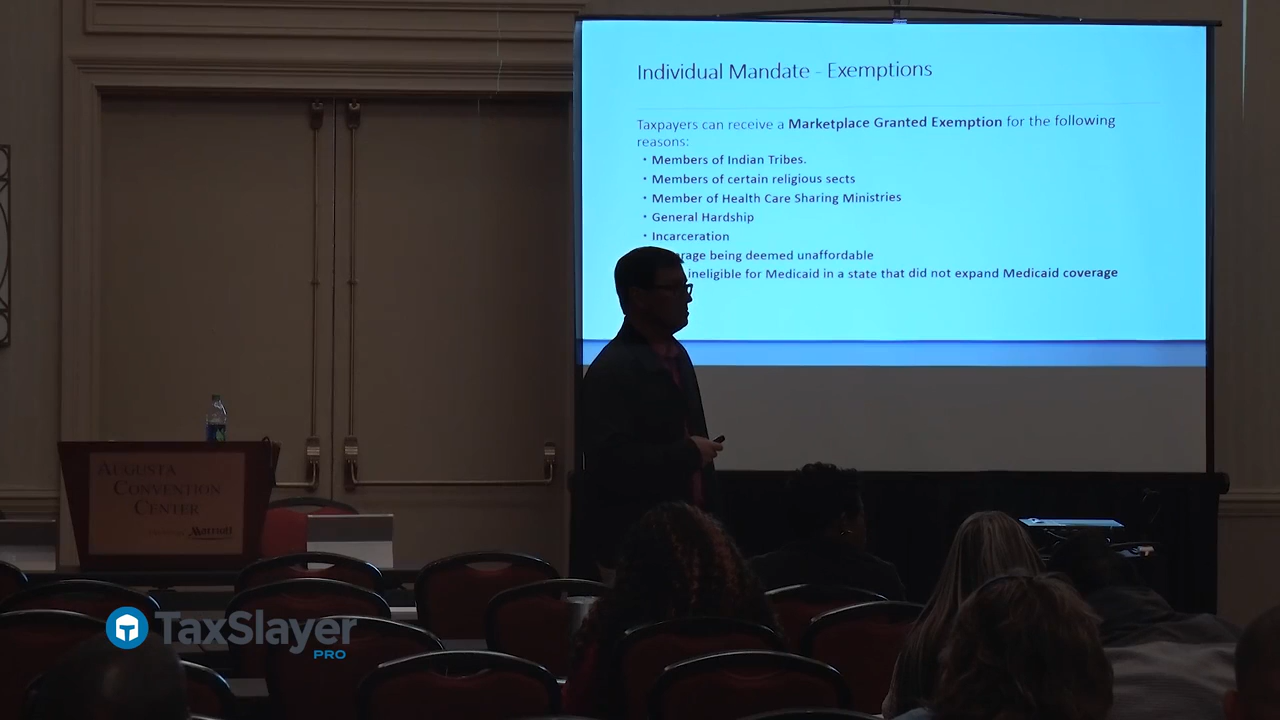 Individual Mandate - Exemptions
Taxpayers can receive a Marketplace Granted Exemption for the following
reasons:
• Members of Indian Tribes.
• Members of certain religious sects
• Member of Health Care Sharing Ministries
• General Hardship
• Incarceration
being deemed unaffordable
ineligible for Medicaid in a state that did not expand Medicaid coverage
AUGUSTA
CONVENTION
CENTER
Marriott
TaxSlayer
PRO